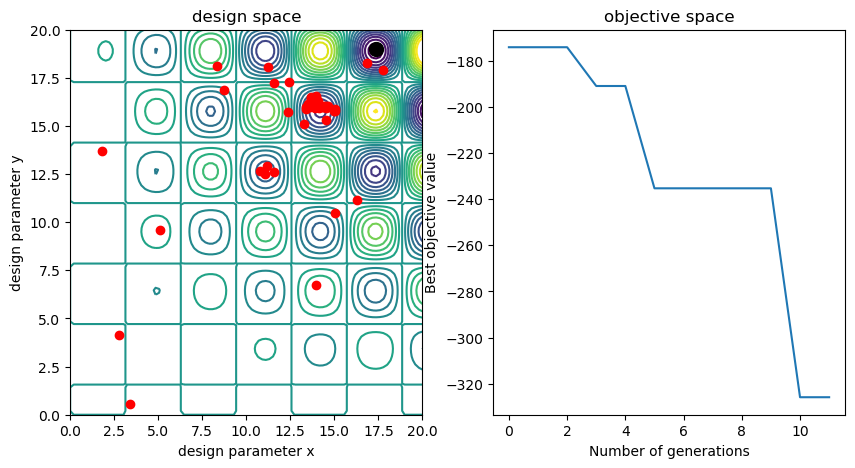 design space
design parameter y
20.0
17.5
15.0
12.5
10.0
7.5
5.0
2.5
0.0
0.0 2.5 5.0 7.5 10.0 12.5 15.0 17.5 20.0
design parameter x
objective space
Best objective value
−180
−200
−220
−240
−260
−280
−300
−320
0 2 4 6 8 10
Number of generations